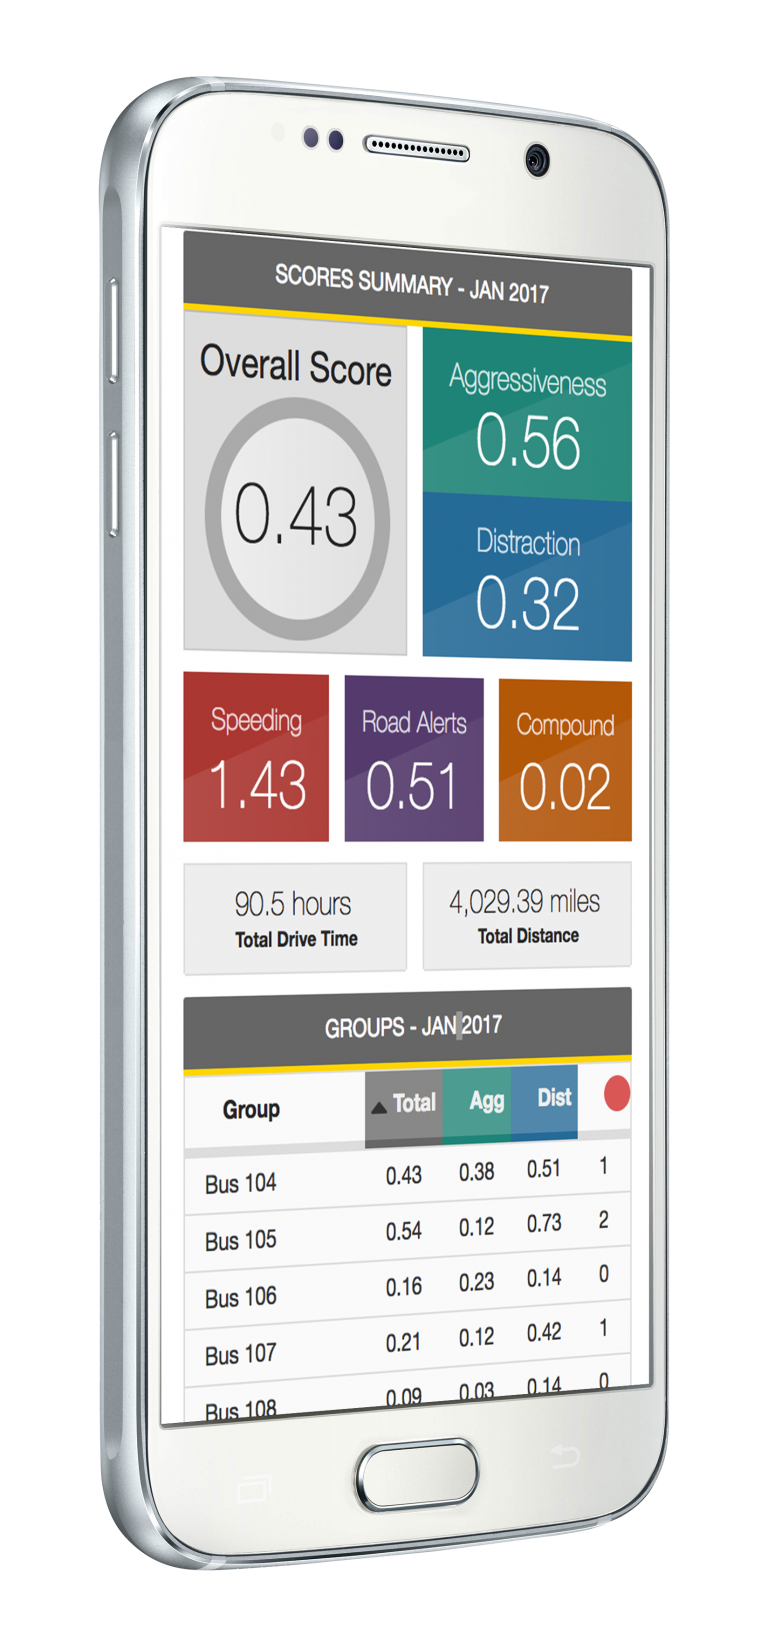 SCORES SUMMARY - JAN 2017
Overall Score
0.43
Aggressiveness
0.56
Distraction
0.32
Speeding
1.43
Road Alerts
0.51
Compound
0.02
90.5 hours
Total Drive Time
4,029.39 miles
Total Distance
GROUPS - JAN 2017
Group Total Agg Dist
Bus 104 0.43 0.38 0.51 1
Bus 105 0.54 0.12 0.73 2
Bus 106 0.16 0.23 0.14 0
Bus 107 0.21 0.12 0.42 1
Bus 108 0.09 0.03 0.14 0